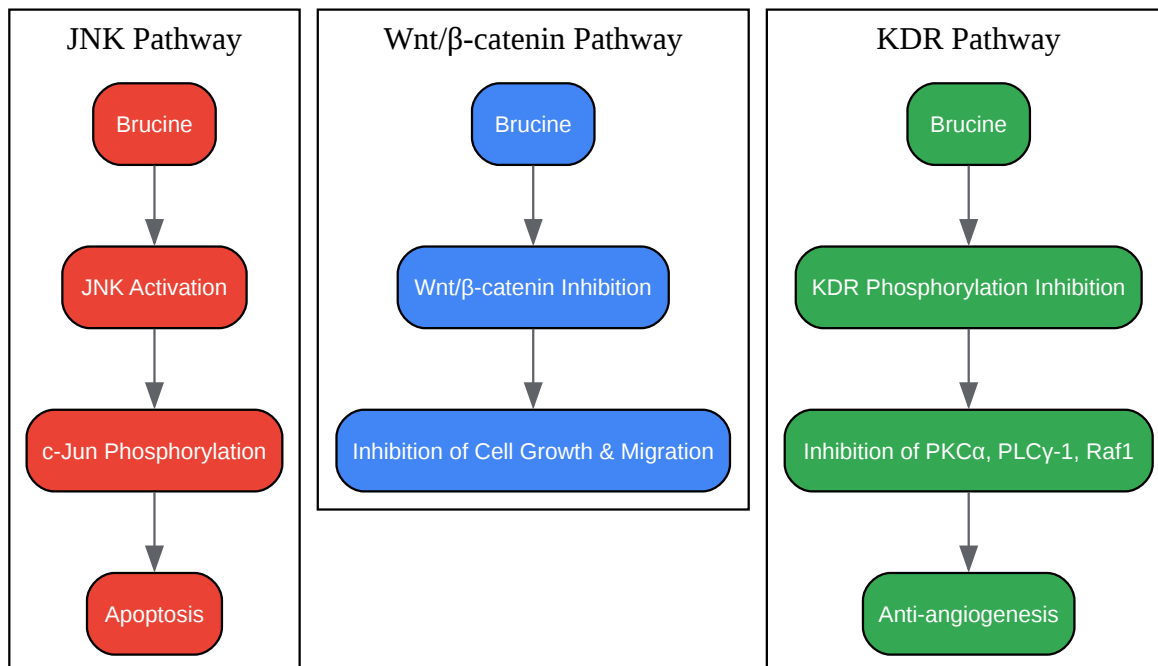 JNK Pathway
Brucine
JNK Activation
c-Jun Phosphorylation
Apoptosis
Wnt/β-catenin Pathway
Brucine
Wnt/β-catenin Inhibition
Inhibition of Cell Growth & Migration
KDR Pathway
Brucine
KDR Phosphorylation Inhibition
Inhibition of PKCα, PLCγ-1, Raf1
Anti-angiogenesis